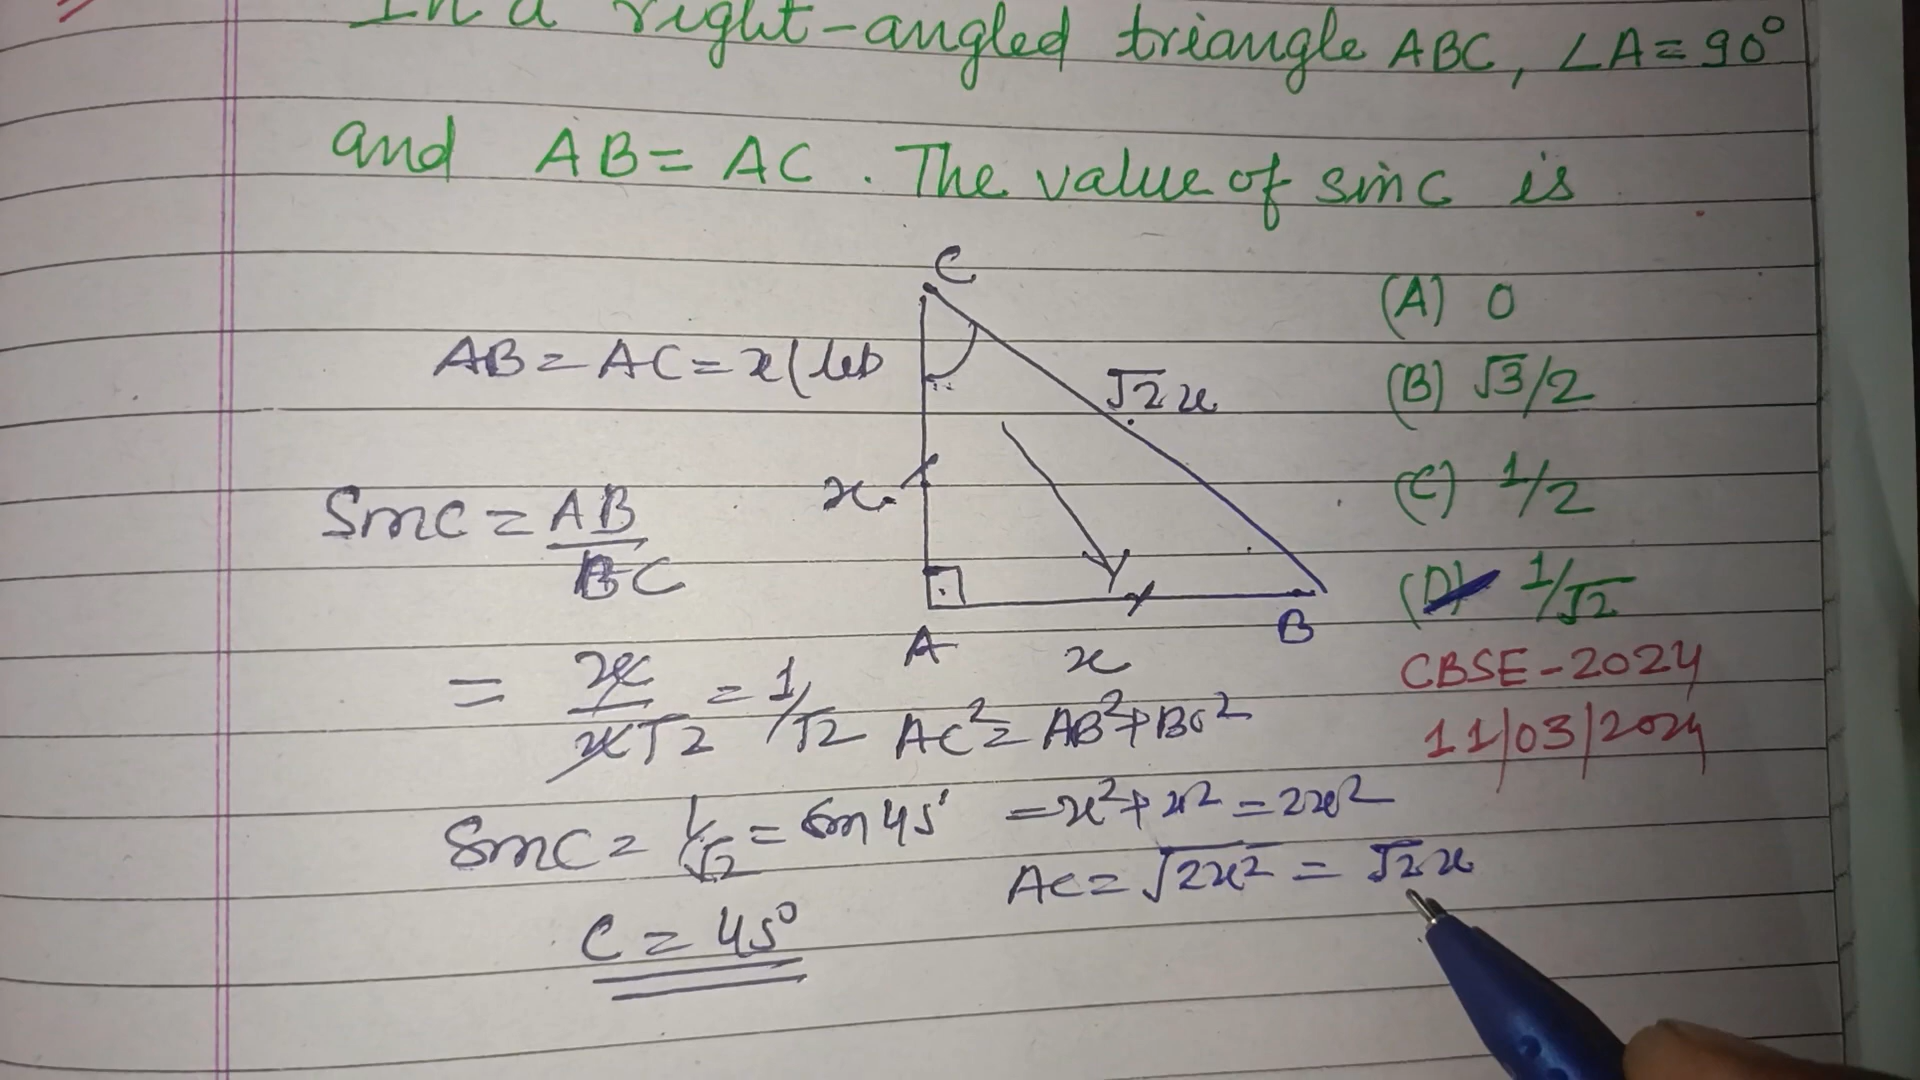 In a right-angled triangle ABC, ∠A=90°
and AB = AC. The value of sin C is
C
(A) 0
AB = AC = x (let
√2x
(B) √3/2
x
(C) 1/2
SinC = AB/BC
(D) 1/√2
A
x
B
CBSE-2024
= x/x√2 = 1/√2
AC² = AB² + BC²
11/03/2024
SinC = 1/√2 = Sin 45°
= x² + x² = 2x²
AC = √2x² = √2x
C = 45°